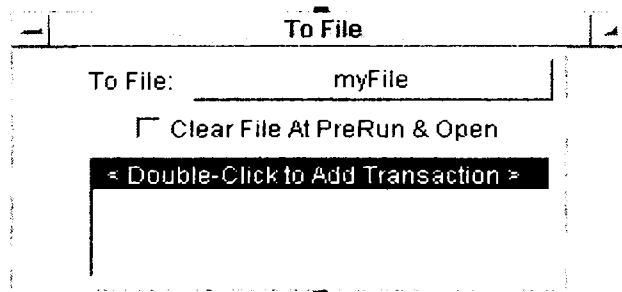 To File
To File: myFile
Clear File At PreRun & Open
< Double-Click to Add Transaction >